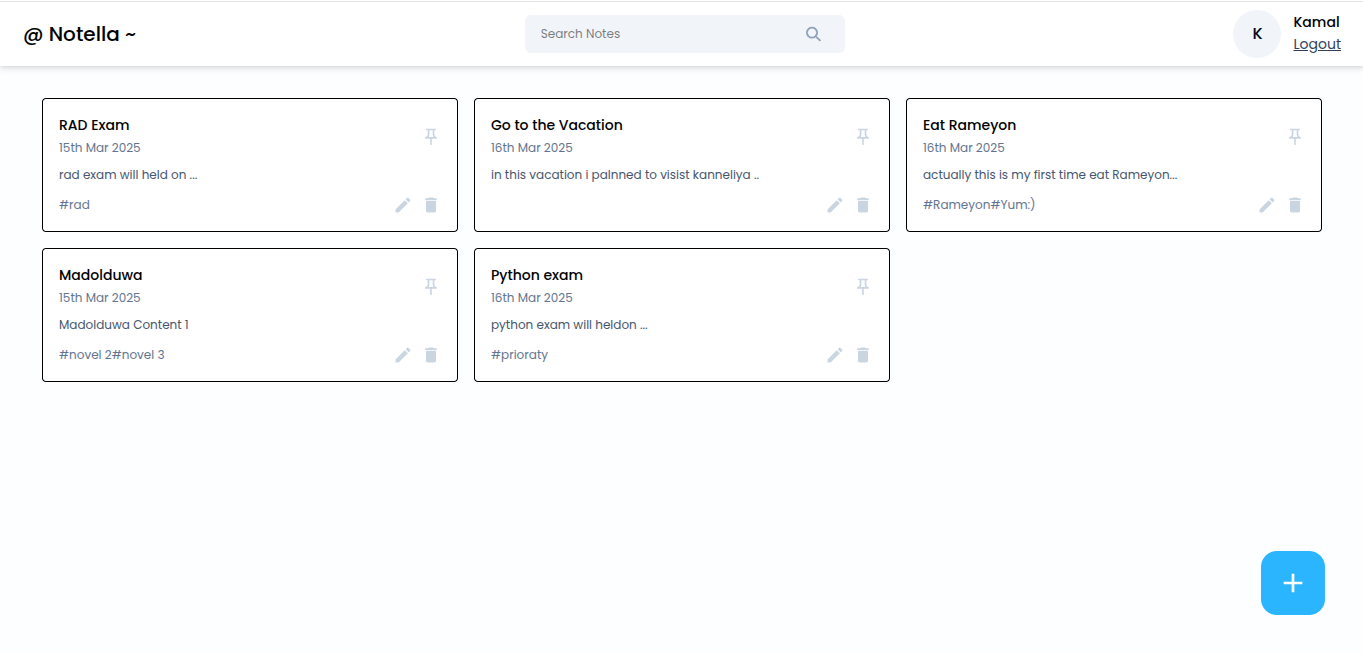 @ Notella ~
Search Notes
K
Kamal
Logout
RAD Exam
15th Mar 2025
rad exam will held on ...
#rad
Go to the Vacation
16th Mar 2025
in this vacation i palnned to visist kanneliya ..
Eat Rameyon
16th Mar 2025
actually this is my first time eat Rameyon...
#Rameyon#Yum:)
Madolduwa
15th Mar 2025
Madolduwa Content 1
#novel 2#novel 3
Python exam
16th Mar 2025
python exam will heldon ...
#prioraty